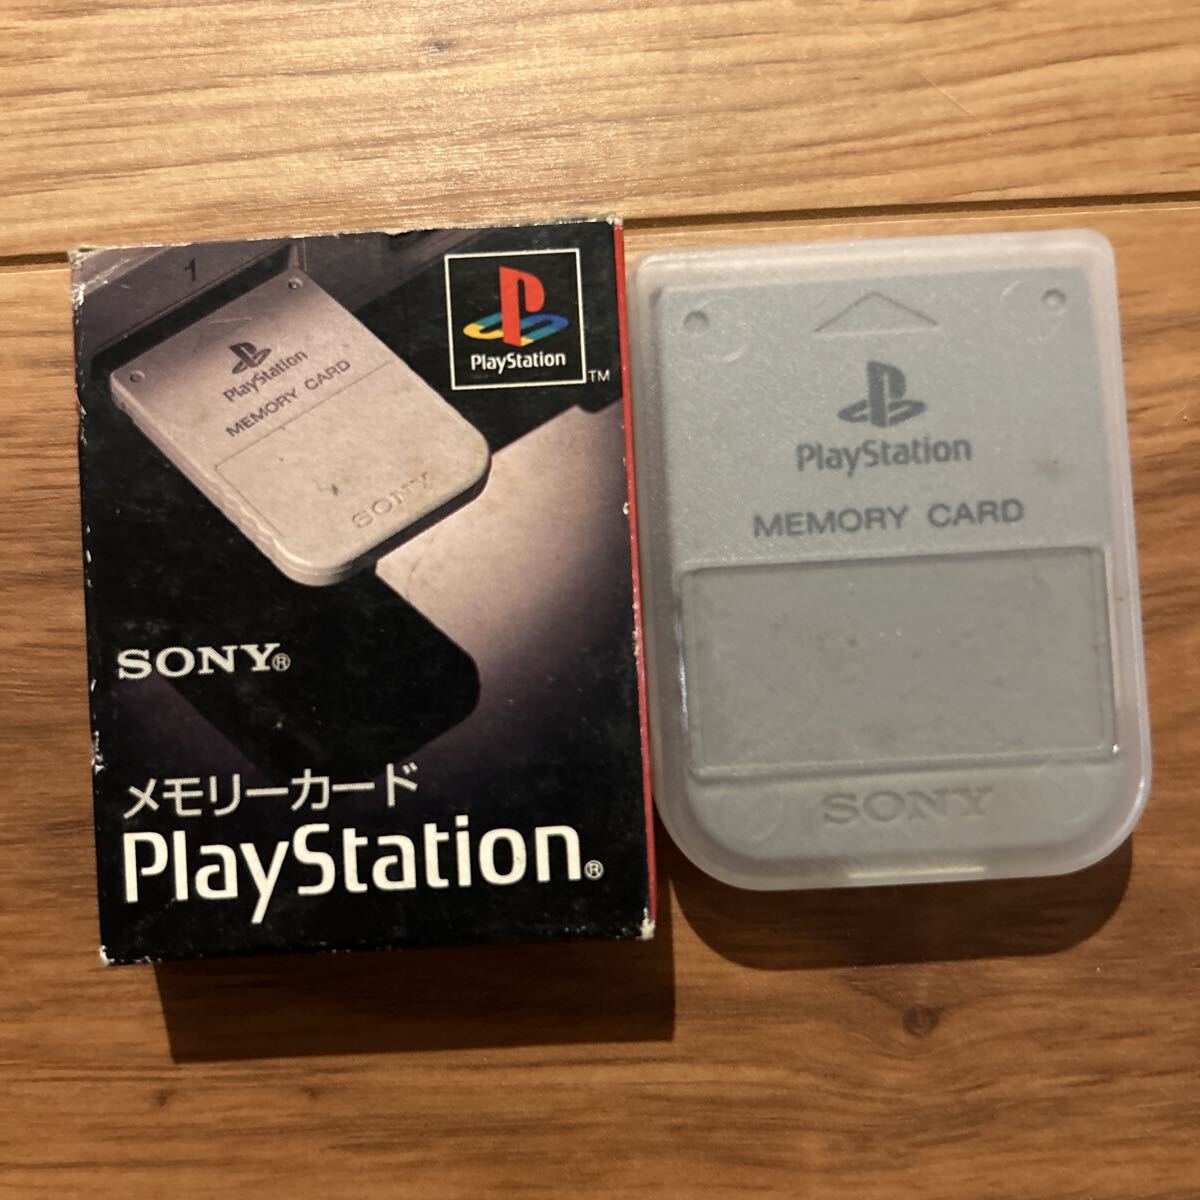 1
PlayStation
MEMORY CARD
SONY
PlayStation
TM
SONY®
メモリーカード
PlayStation®
PlayStation
MEMORY CARD
SONY